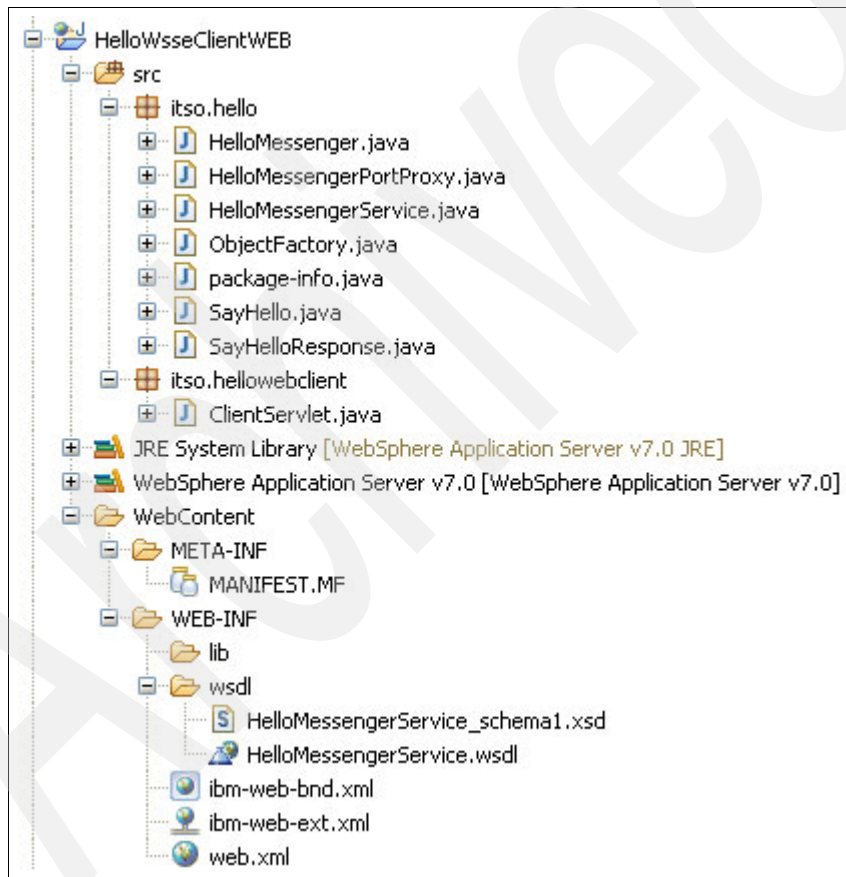 HelloWsseClientWEB
src
itso.hello
HelloMessenger.java
HelloMessengerPortProxy.java
HelloMessengerService.java
ObjectFactory.java
package-info.java
SayHello.java
SayHelloResponse.java
itso.hellowebclient
ClientServlet.java
JRE System Library [WebSphere Application Server v7.0 JRE]
WebSphere Application Server v7.0 [WebSphere Application Server v7.0]
WebContent
META-INF
MANIFEST.MF
WEB-INF
lib
wsdl
HelloMessengerService_schema1.xsd
HelloMessengerService.wsdl
ibm-web-bnd.xml
ibm-web-ext.xml
web.xml
Archived